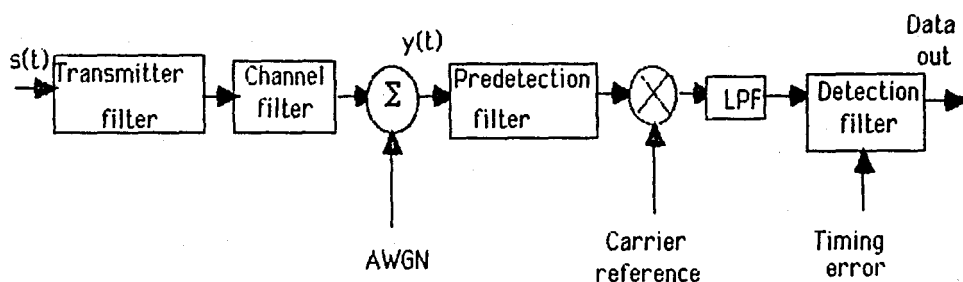 s(t)
Transmitter
filter
Channel
filter
Σ
y(t)
Predetection
filter
LPF
Detection
filter
Data
out
AWGN
Carrier
reference
Timing
error